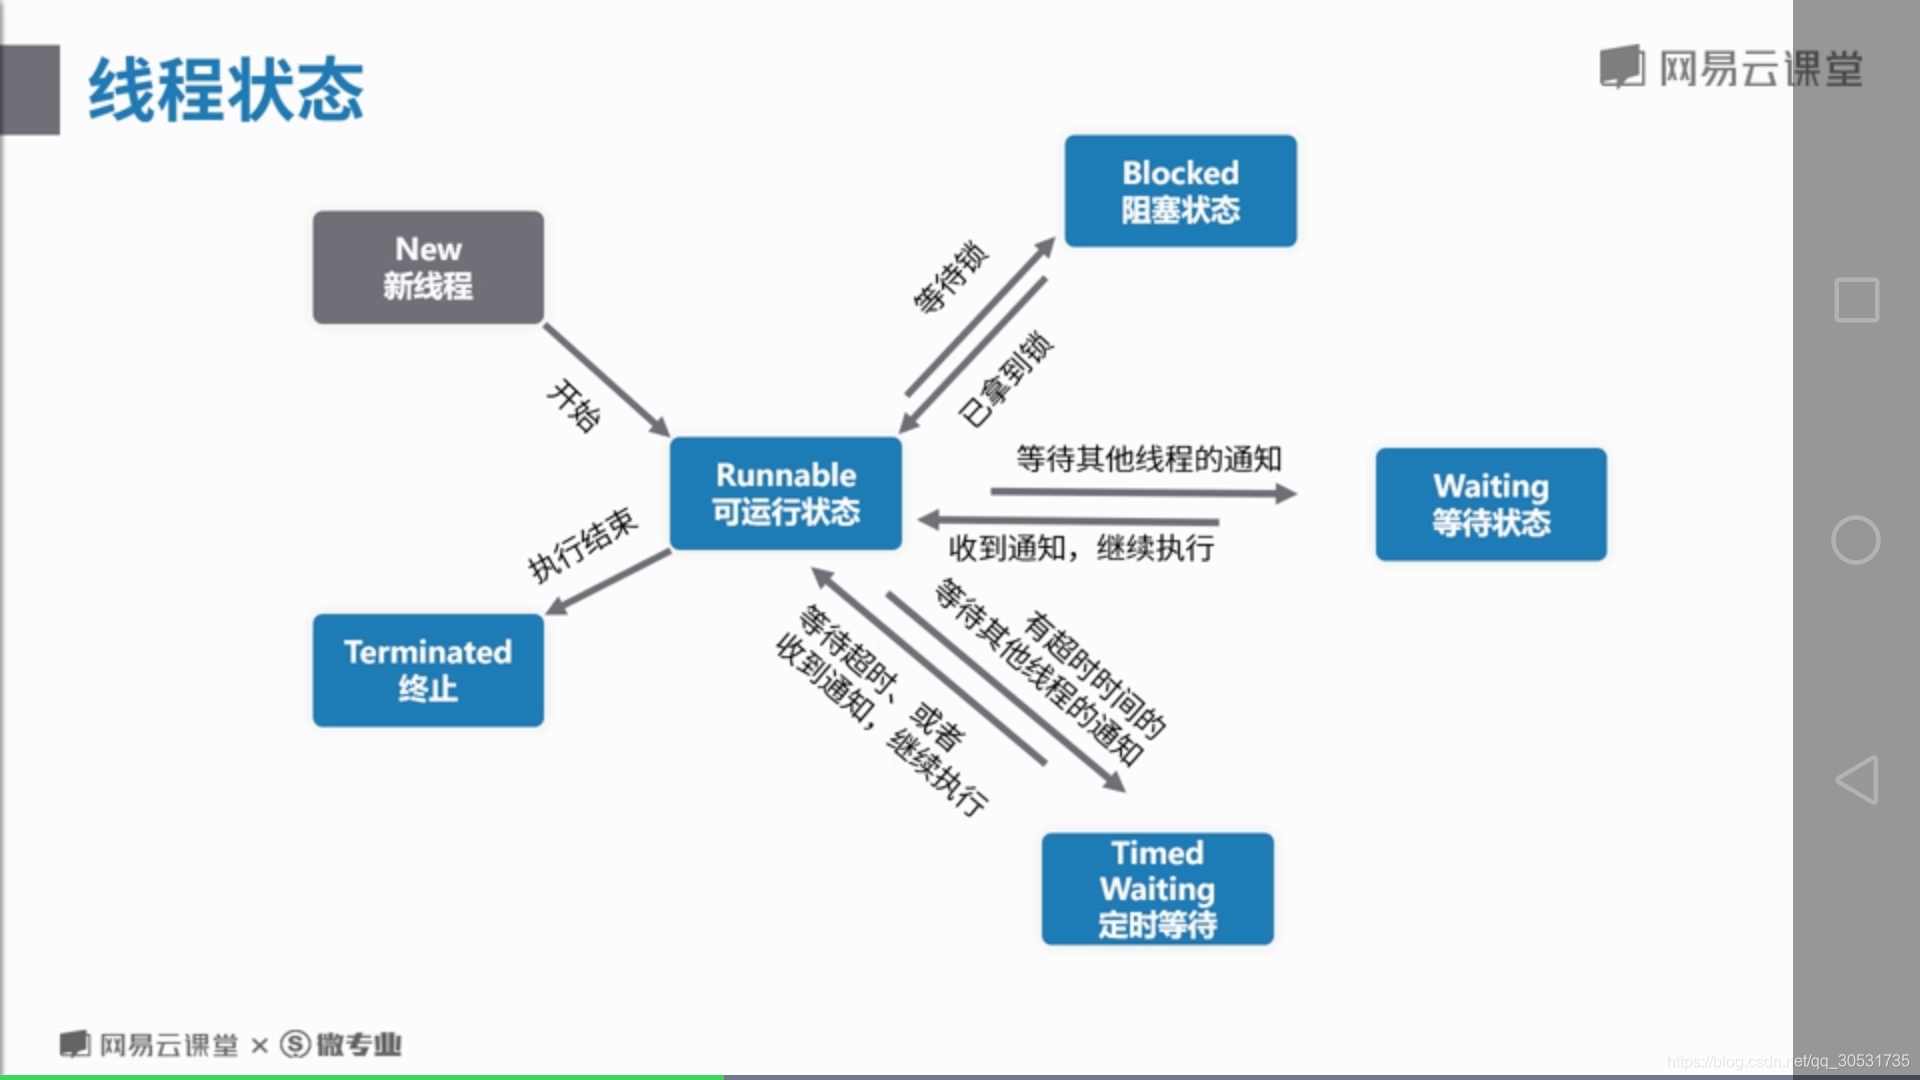 线程状态
网易云课堂
Blocked
阻塞状态
New
新线程
等待锁
已拿到锁
开始
Runnable
可运行状态
等待其他线程的通知
收到通知，继续执行
Waiting
等待状态
执行结束
Terminated
终止
等待超时、或者
收到通知，继续执行
有超时时间的
等待其他线程的通知
Timed
Waiting
定时等待
网易云课堂 × 微专业
https://blog.csdn.net/qq_30531735